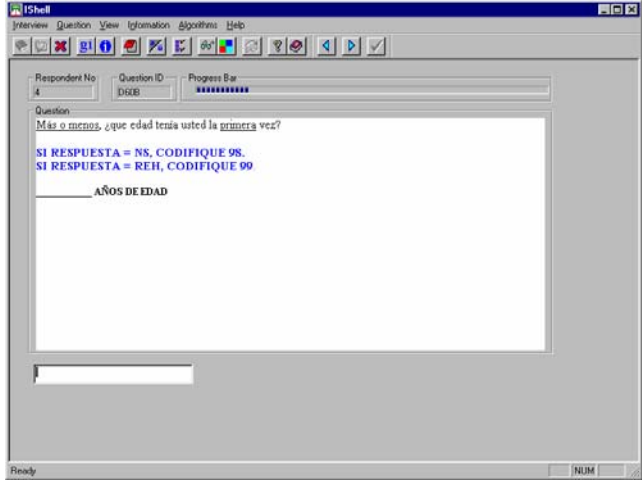 IShell
Interview Question View Information Algorithms Help
Respondent No
4
Question ID
D60B
Progress Bar
Question
Más o menos, ¿que edad tenía usted la primera vez?
SI RESPUESTA = NS, CODIFIQUE 98.
SI RESPUESTA = REH, CODIFIQUE 99
__________ AÑOS DE EDAD
Ready
NUM